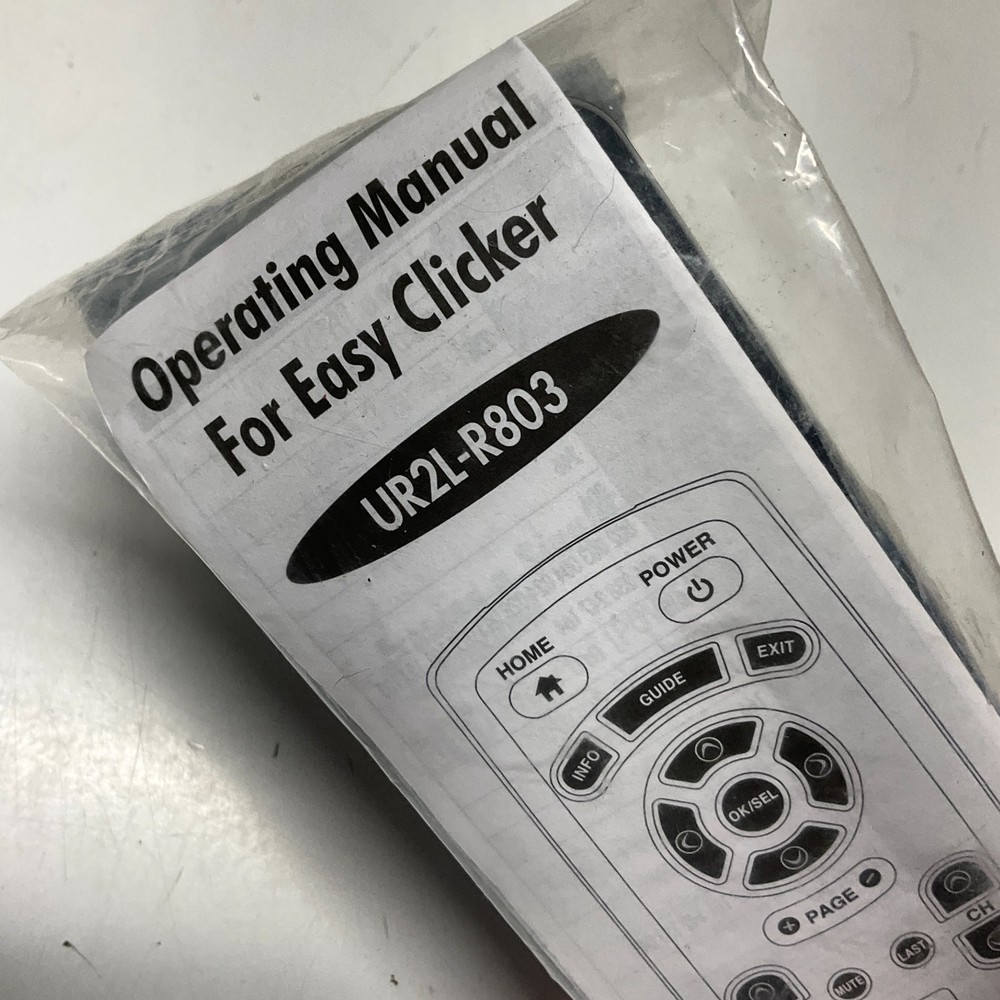 Operating Manual
For Easy Clicker
UR2L-R803
POWER
HOME
EXIT
GUIDE
INFO
OK/SEL
+ PAGE -
CH
LAST
MUTE